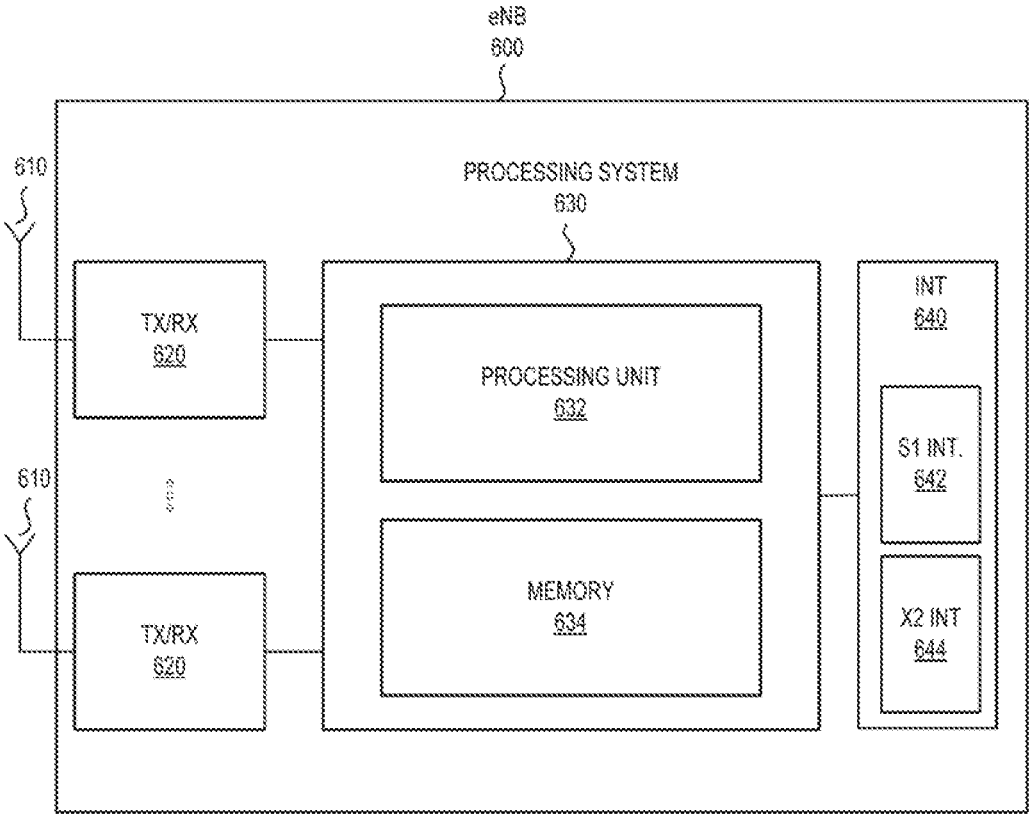 eNB
600
610
PROCESSING SYSTEM
630
TX/RX
620
PROCESSING UNIT
632
INT
640
S1 INT.
642
610
TX/RX
620
MEMORY
634
X2 INT
644